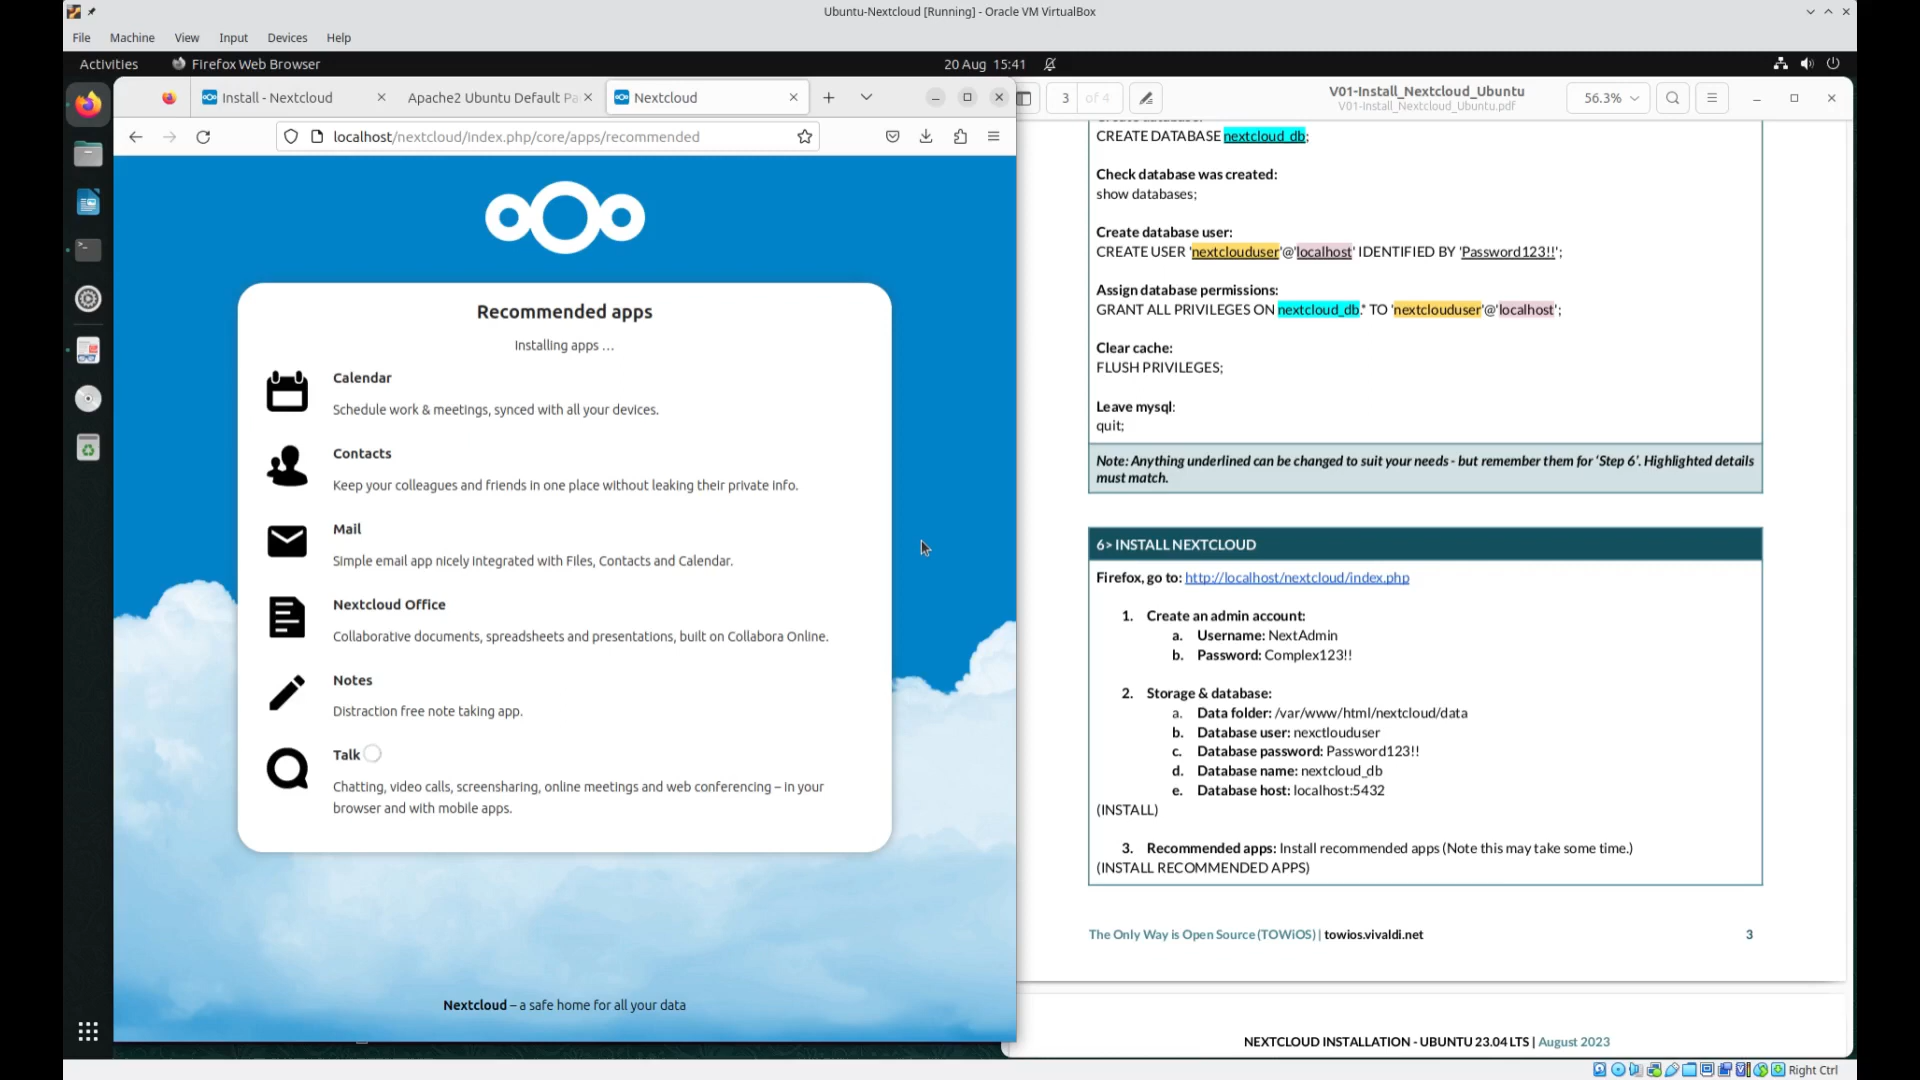 Ubuntu-Nextcloud [Running] - Oracle VM VirtualBox
File Machine View Input Devices Help
Activities Firefox Web Browser 20 Aug 15:41
Install - Nextcloud Apache2 Ubuntu Default Pa Nextcloud
localhost/nextcloud/index.php/core/apps/recommended
Recommended apps
Installing apps …
Calendar
Schedule work & meetings, synced with all your devices.
Contacts
Keep your colleagues and friends in one place without leaking their private info.
Mail
Simple email app nicely integrated with Files, Contacts and Calendar.
Nextcloud Office
Collaborative documents, spreadsheets and presentations, built on Collabora Online.
Notes
Distraction free note taking app.
Talk
Chatting, video calls, screensharing, online meetings and web conferencing – in your
browser and with mobile apps.
Nextcloud – a safe home for all your data
3 of 4
V01-Install_Nextcloud_Ubuntu
V01-Install_Nextcloud_Ubuntu.pdf
56.3%
CREATE DATABASE nextcloud_db;
Check database was created:
show databases;
Create database user:
CREATE USER 'nextclouduser'@'localhost' IDENTIFIED BY 'Password123!!';
Assign database permissions:
GRANT ALL PRIVILEGES ON nextcloud_db.* TO 'nextclouduser'@'localhost';
Clear cache:
FLUSH PRIVILEGES;
Leave mysql:
quit;
Note: Anything underlined can be changed to suit your needs - but remember them for 'Step 6'. Highlighted details
must match.
6> INSTALL NEXTCLOUD
Firefox, go to: http://localhost/nextcloud/index.php
1. Create an admin account:
a. Username: NextAdmin
b. Password: Complex123!!
2. Storage & database:
a. Data folder: /var/www/html/nextcloud/data
b. Database user: nexctlouduser
c. Database password: Password123!!
d. Database name: nextcloud_db
e. Database host: localhost:5432
(INSTALL)
3. Recommended apps: Install recommended apps (Note this may take some time.)
(INSTALL RECOMMENDED APPS)
The Only Way is Open Source (TOWiOS) | towios.vivaldi.net 3
NEXTCLOUD INSTALLATION - UBUNTU 23.04 LTS | August 2023
Right Ctrl